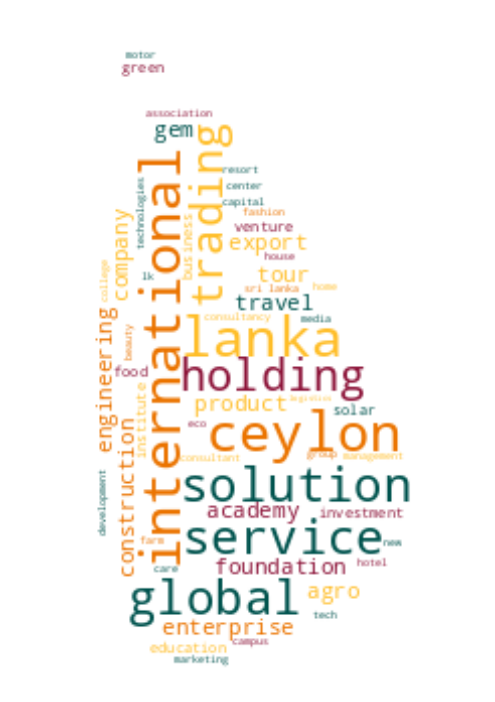 motor
green
association
gem
trading
international
resort
technologies
center
capital
fashion
company
business
venture
export
house
college
lk
tour
sri lanka
home
travel
consultancy
media
engineering
lanka
beauty
food
holding
institute
product
logistics
solar
construction
eco
ceylon
consultant
group
management
development
solution
academy
investment
service
new
farm
care
foundation
hotel
global
agro
tech
enterprise
campus
education
marketing